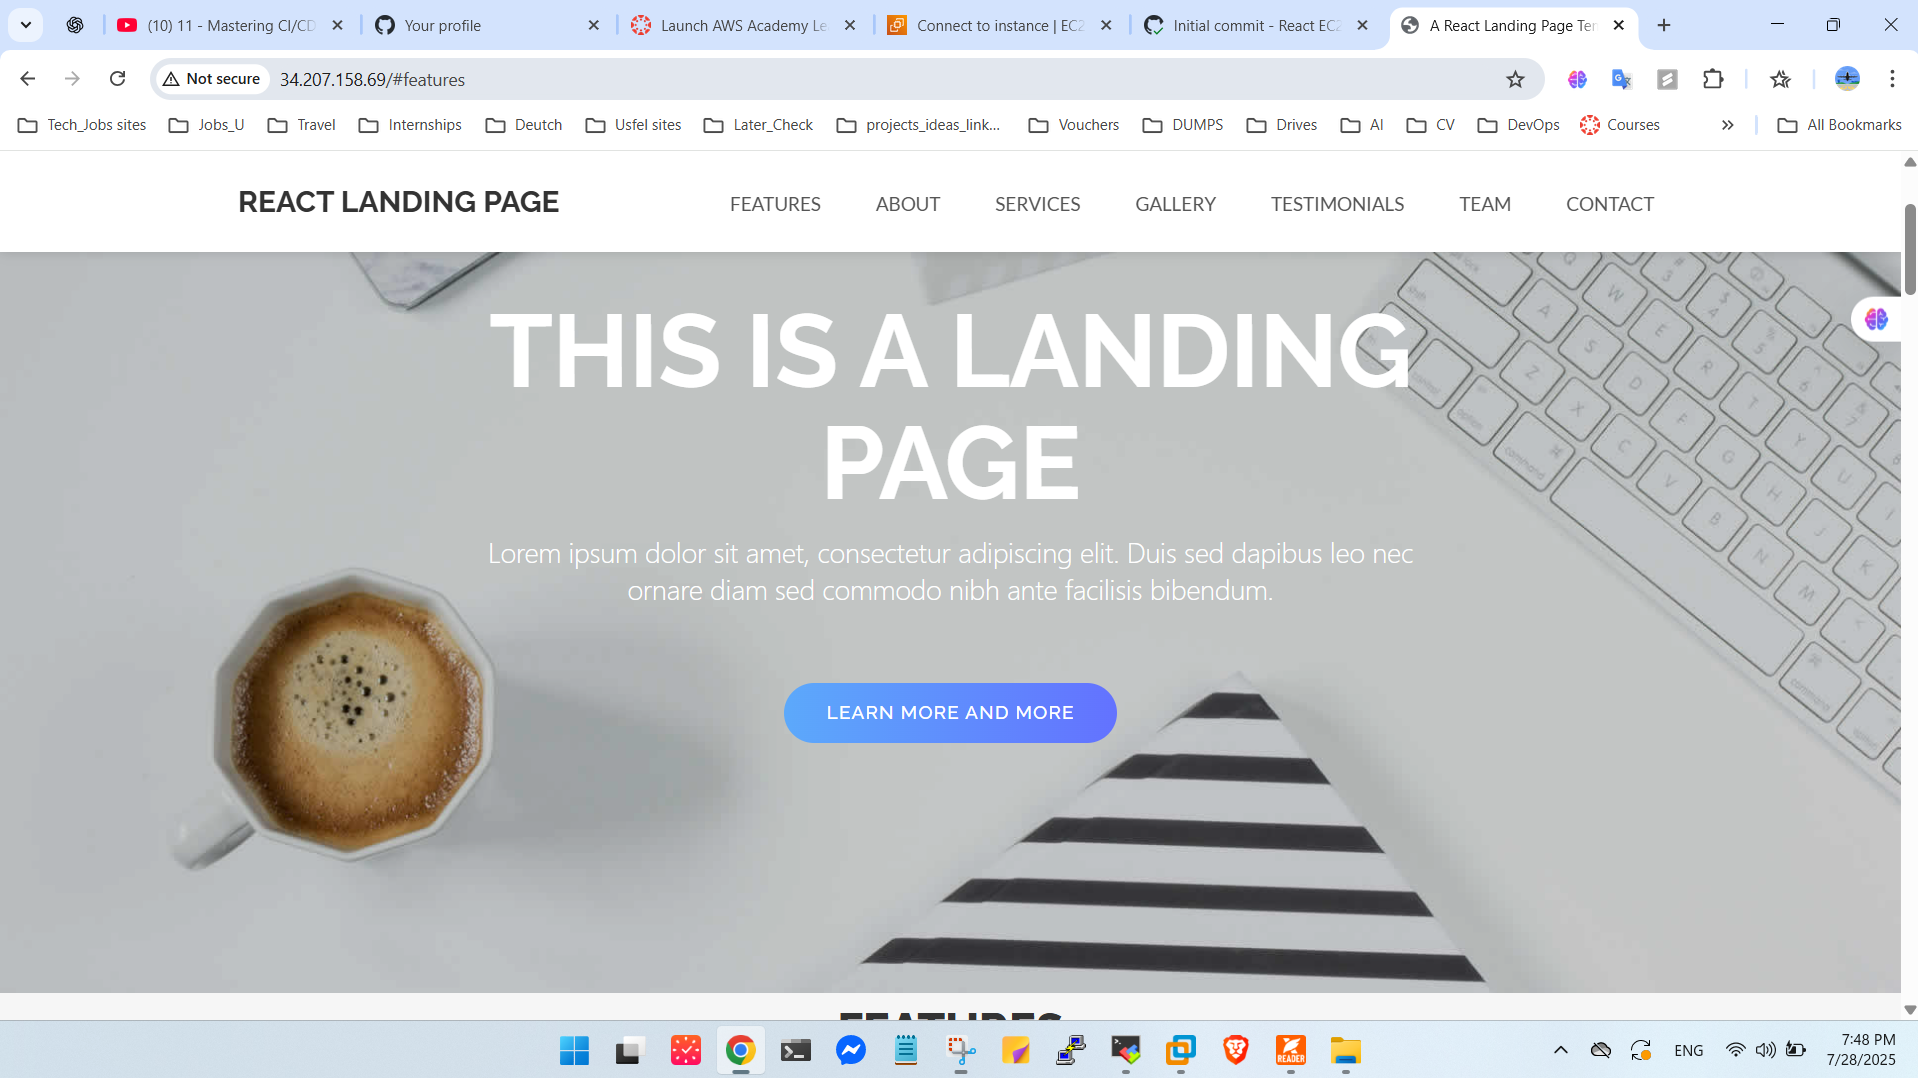 (10) 11 - Mastering CI/CD
Your profile
Launch AWS Academy Le
Connect to instance | EC2
Initial commit - React EC2
A React Landing Page Tem
Not secure
34.207.158.69/#features
Tech_Jobs sites
Jobs_U
Travel
Internships
Deutch
Usfel sites
Later_Check
projects_ideas_link...
Vouchers
DUMPS
Drives
AI
CV
DevOps
Courses
All Bookmarks
REACT LANDING PAGE
FEATURES
ABOUT
SERVICES
GALLERY
TESTIMONIALS
TEAM
CONTACT
THIS IS A LANDING
PAGE
Lorem ipsum dolor sit amet, consectetur adipiscing elit. Duis sed dapibus leo nec
ornare diam sed commodo nibh ante facilisis bibendum.
LEARN MORE AND MORE
FEATURES
READER
ENG
7:48 PM
7/28/2025